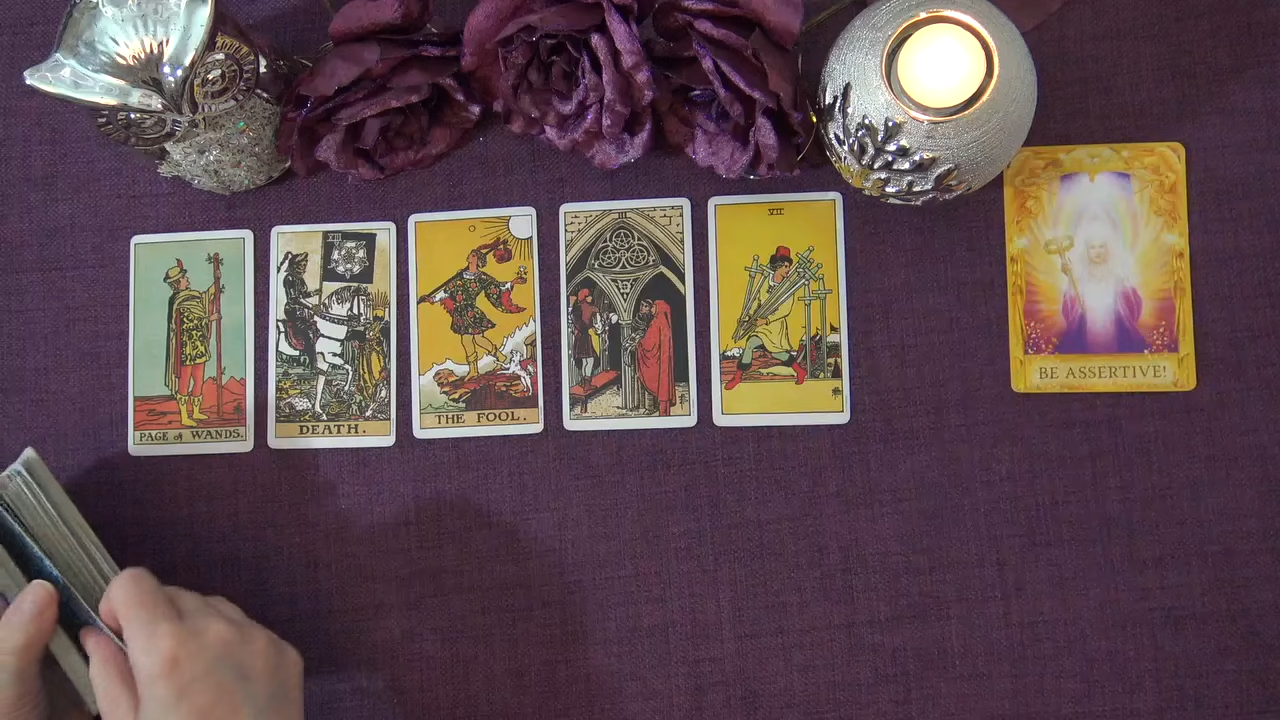 PAGE of WANDS.
XIII
DEATH.
THE FOOL.
VII
BE ASSERTIVE!